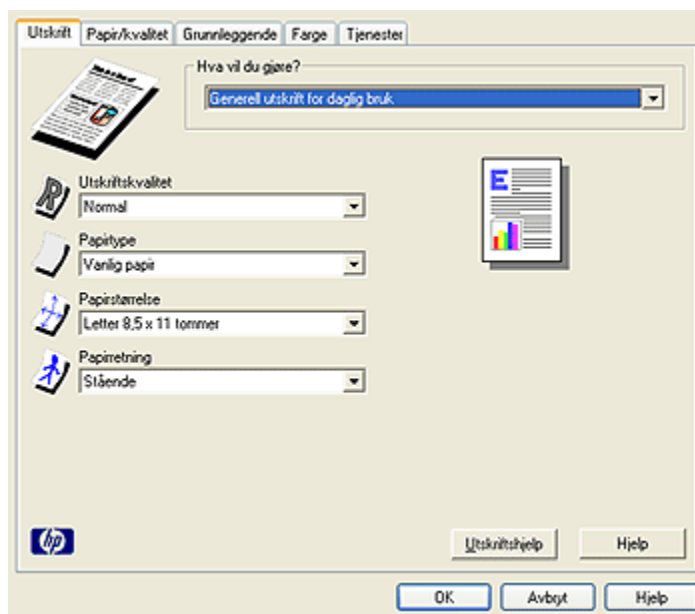 Utskrift Papir/kvalitet Grunnleggende Farge Tjenester
Hva vil du gjøre?
Generell utskrift for daglig bruk
Utskriftskvalitet
Normal
Papirtype
Vanlig papir
Papirstørrelse
Letter 8,5 x 11 tommer
Papirretning
Stående
hp
Utskriftshjelp Hjelp
OK Avbryt Hjelp